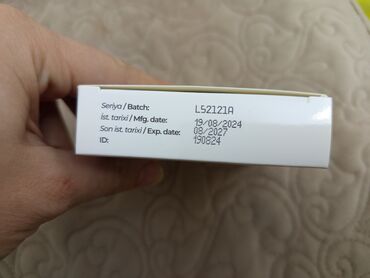 Seriya / Batch: L52121A
İst. tarixi / Mfg. date: 19/08/2024
Son ist. tarixi / Exp. date: 08/2027
ID: 190824